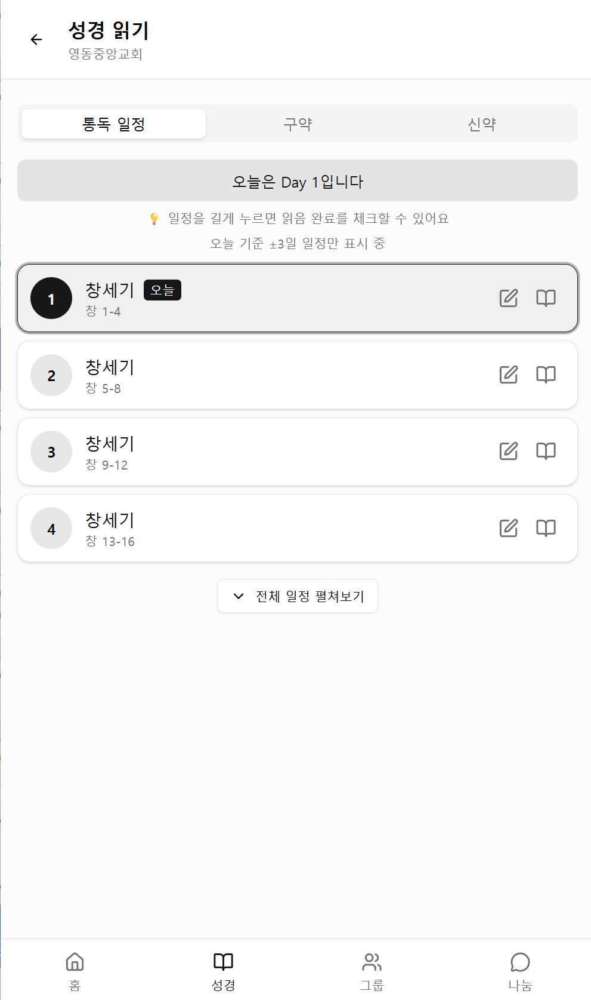 성경 읽기
영동중앙교회
통독 일정
구약
신약
오늘은 Day 1입니다
💡 일정을 길게 누르면 읽음 완료를 체크할 수 있어요
오늘 기준 ±3일 일정만 표시 중
1
창세기 오늘
창 1-4
2
창세기
창 5-8
3
창세기
창 9-12
4
창세기
창 13-16
전체 일정 펼쳐보기
홈
성경
그룹
나눔